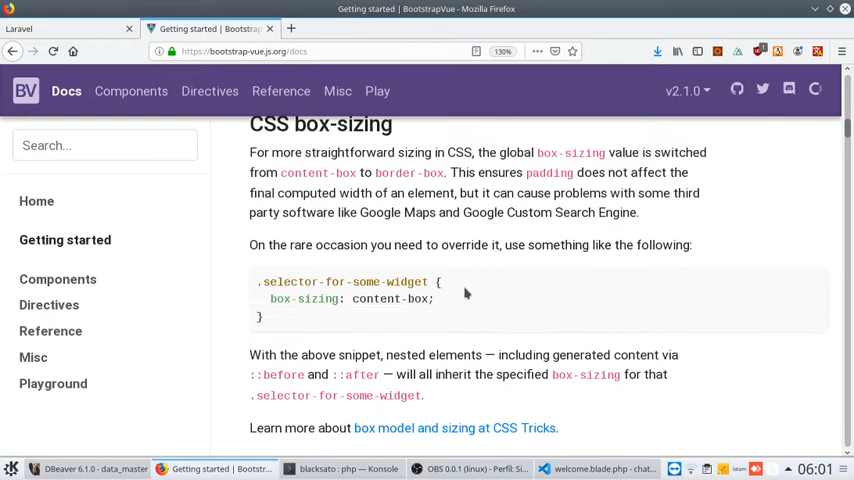 Getting started | BootstrapVue - Mozilla Firefox
Laravel
Getting started | BootstrapVue
https://bootstrap-vue.js.org/docs
130%
BV
Docs
Components
Directives
Reference
Misc
Play
v2.1.0
Search...
Home
Getting started
Components
Directives
Reference
Misc
Playground
CSS box-sizing
For more straightforward sizing in CSS, the global box-sizing value is switched
from content-box to border-box. This ensures padding does not affect the
final computed width of an element, but it can cause problems with some third
party software like Google Maps and Google Custom Search Engine.
On the rare occasion you need to override it, use something like the following:
.selector-for-some-widget {
box-sizing: content-box;
}
With the above snippet, nested elements — including generated content via
::before and ::after — will all inherit the specified box-sizing for that
.selector-for-some-widget.
Learn more about box model and sizing at CSS Tricks.
DBeaver 6.1.0 - data_master
Getting started | BootstrapVue...
blacksato : php — Konsole
OBS 0.0.1 (linux) - Perfil: Si...
welcome.blade.php - chat...
latam
06:01